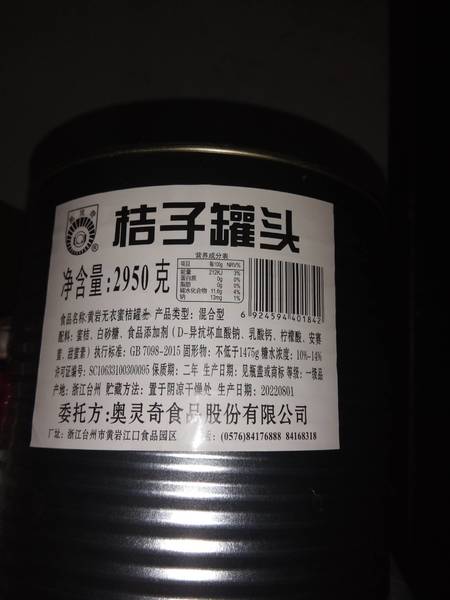 桔子罐头
净含量:2950 克
营养成分表
项目 每100g NRV%
能量 212KJ 3%
蛋白质 0g 0%
脂肪 0g 0%
碳水化合物 11.6g 4%
钠 13mg 1%
6 924594 401842
食品名称:黄岩无衣蜜桔罐头 产品类型: 混合型
配料: 蜜桔、白砂糖、食品添加剂（D-异抗坏血酸钠、乳酸钙、柠檬酸、安赛
蜜、甜蜜素）执行标准: GB 7098-2015 固形物: 不低于1475g 糖水浓度: 10%-14%
许可证编号: SC10633100300095 保质期: 二年 生产日期: 见瓶盖或商标 等级: 一级品
产地: 浙江台州 贮藏方法: 置于阴凉干燥处 生产日期: 20220801
委托方:奥灵奇食品股份有限公司
厂址: 浙江台州市黄岩江口食品园区 (0576)84176888 84168318